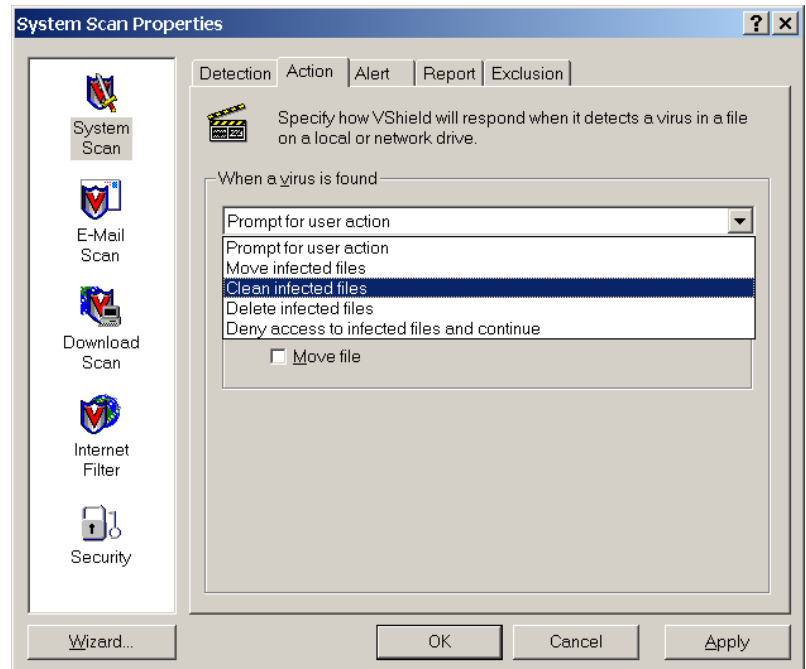 System Scan Properties
System
Scan
E-Mail
Scan
Download
Scan
Internet
Filter
Security
Detection
Action
Alert
Report
Exclusion
Specify how VShield will respond when it detects a virus in a file
on a local or network drive.
When a virus is found
Prompt for user action
Prompt for user action
Move infected files
Clean infected files
Delete infected files
Deny access to infected files and continue
Move file
Wizard...
OK
Cancel
Apply